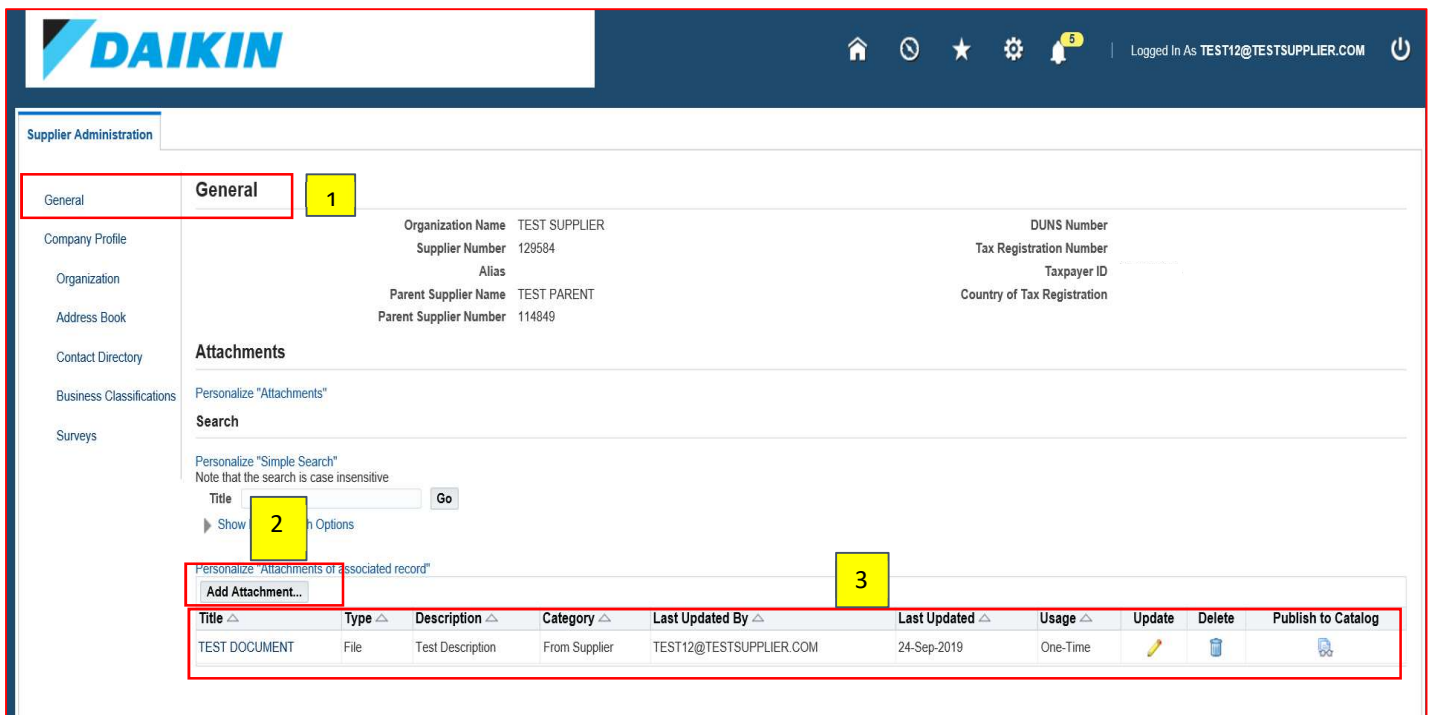 DAIKIN
5
Logged In As TEST12@TESTSUPPLIER.COM
Supplier Administration
General
General
1
Company Profile
Organization
Address Book
Contact Directory
Business Classifications
Surveys
Organization Name TEST SUPPLIER
Supplier Number 129584
Alias
Parent Supplier Name TEST PARENT
Parent Supplier Number 114849
DUNS Number
Tax Registration Number
Taxpayer ID
Country of Tax Registration
Attachments
Personalize "Attachments"
Search
Personalize "Simple Search"
Note that the search is case insensitive
Title Go
2
Show Options
Personalize "Attachments of associated record"
3
Add Attachment...
Title Type Description Category Last Updated By Last Updated Usage Update Delete Publish to Catalog
TEST DOCUMENT File Test Description From Supplier TEST12@TESTSUPPLIER.COM 24-Sep-2019 One-Time